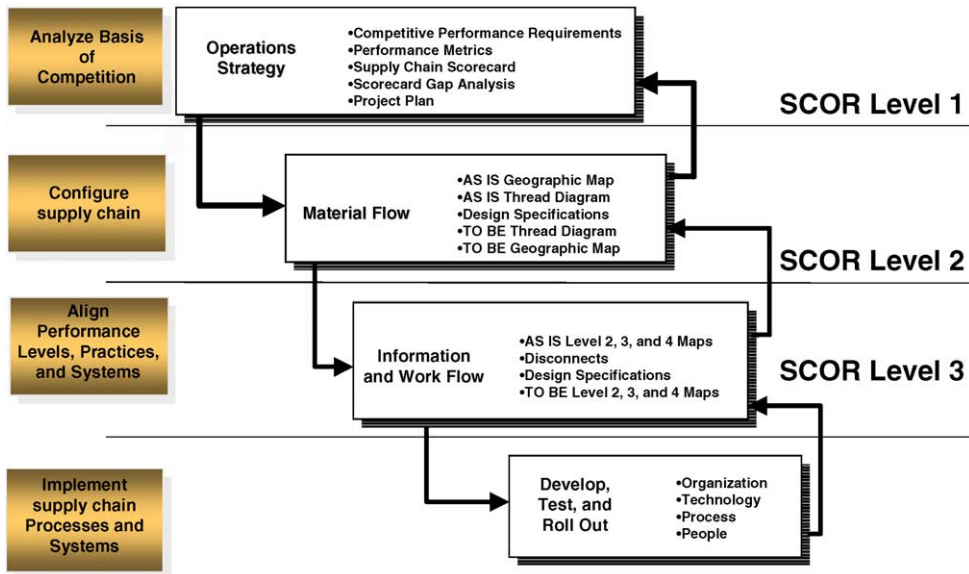 Analyze Basis
of
Competition
Operations
Strategy
•Competitive Performance Requirements
•Performance Metrics
•Supply Chain Scorecard
•Scorecard Gap Analysis
•Project Plan
SCOR Level 1
Configure
supply chain
Material Flow
•AS IS Geographic Map
•AS IS Thread Diagram
•Design Specifications
•TO BE Thread Diagram
•TO BE Geographic Map
SCOR Level 2
Align
Performance
Levels, Practices,
and Systems
Information
and Work Flow
•AS IS Level 2, 3, and 4 Maps
•Disconnects
•Design Specifications
•TO BE Level 2, 3, and 4 Maps
SCOR Level 3
Implement
supply chain
Processes and
Systems
Develop,
Test, and
Roll Out
•Organization
•Technology
•Process
•People